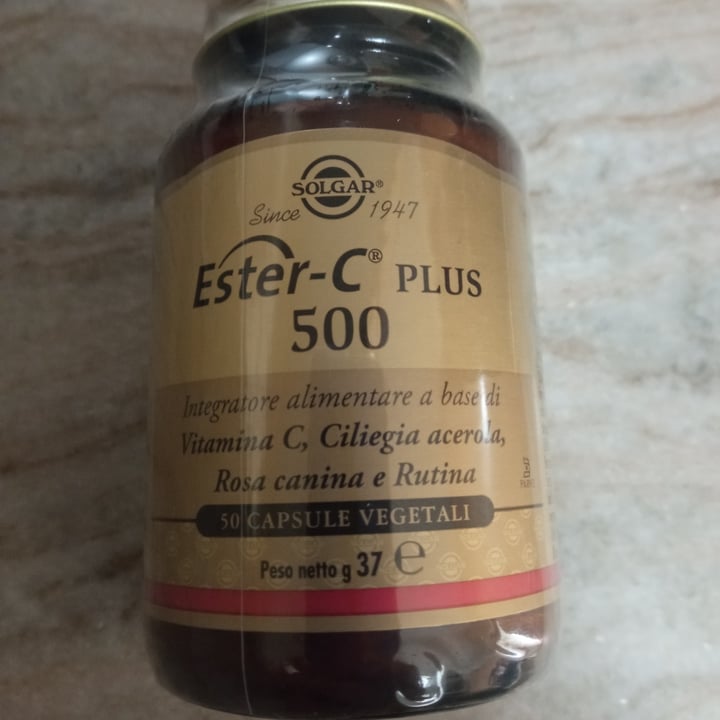 SOLGAR®
Since 1947
Ester-C® PLUS
500
Integratore alimentare a base di
Vitamina C, Ciliegia acerola,
Rosa canina e Rutina
50 CAPSULE VEGETALI
Peso netto g 37 ℮